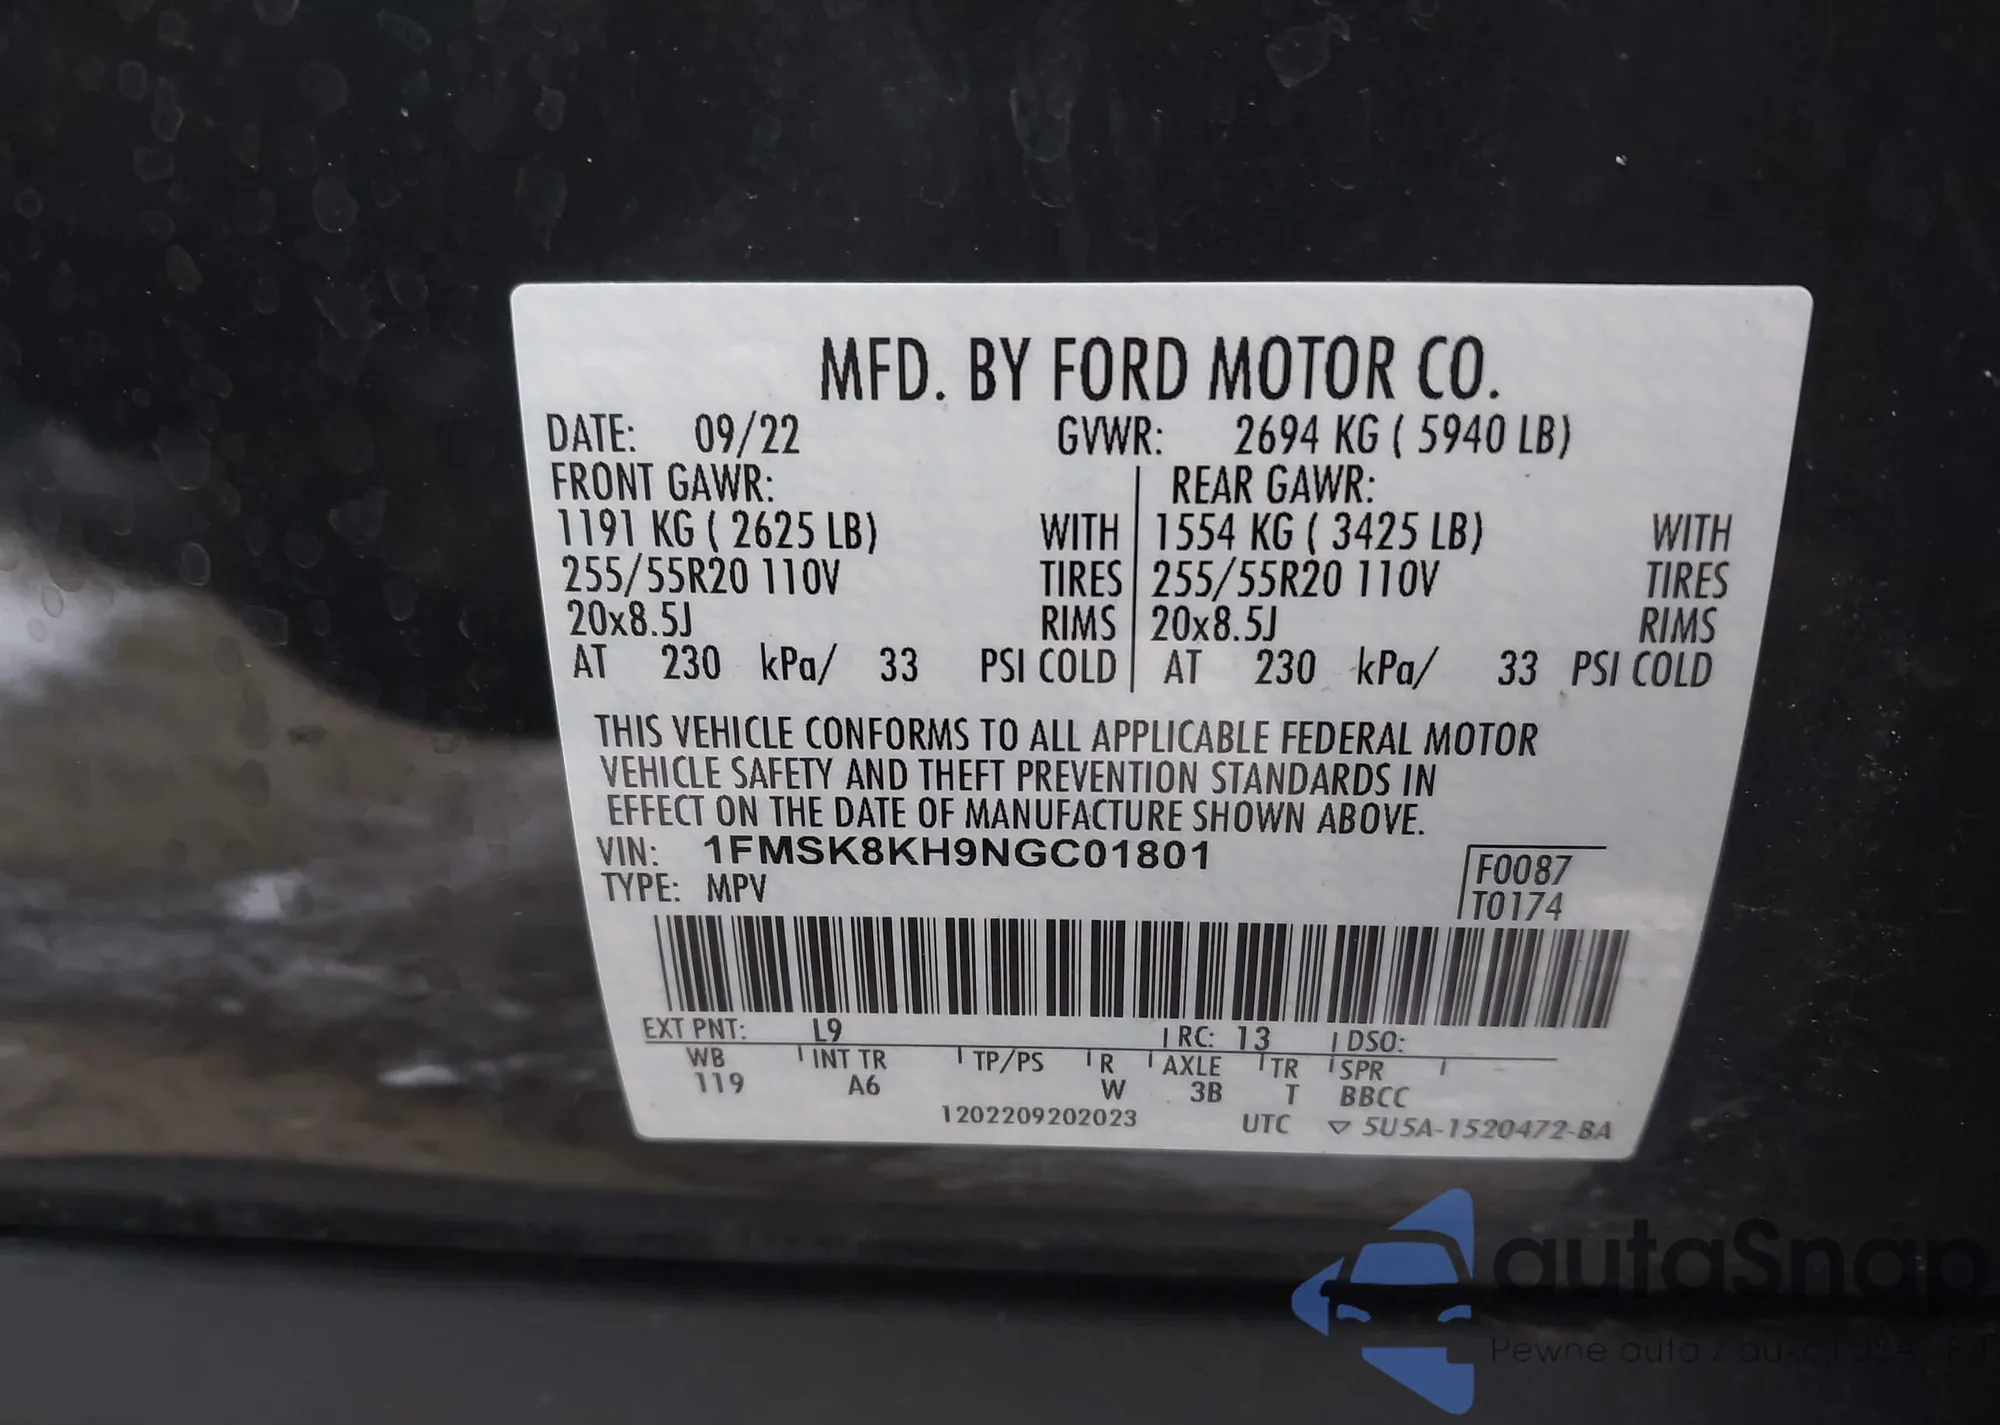 MFD. BY FORD MOTOR CO.
DATE: 09/22 GVWR: 2694 KG ( 5940 LB)
FRONT GAWR: REAR GAWR:
1191 KG ( 2625 LB) WITH 1554 KG ( 3425 LB) WITH
255/55R20 110V TIRES 255/55R20 110V TIRES
20x8.5J RIMS 20x8.5J RIMS
AT 230 kPa/ 33 PSI COLD AT 230 kPa/ 33 PSI COLD
THIS VEHICLE CONFORMS TO ALL APPLICABLE FEDERAL MOTOR
VEHICLE SAFETY AND THEFT PREVENTION STANDARDS IN
EFFECT ON THE DATE OF MANUFACTURE SHOWN ABOVE.
VIN: 1FMSK8KH9NGC01801 F0087
TYPE: MPV T0174
EXT PNT: L9 RC: 13 DSO:
WB INT TR TP/PS R AXLE TR SPR
119 A6 W 3B T BBCC
1202209202023 UTC ▽ 5U5A-1520472-BA
autaSnap
Pewne auta z aukcji USA